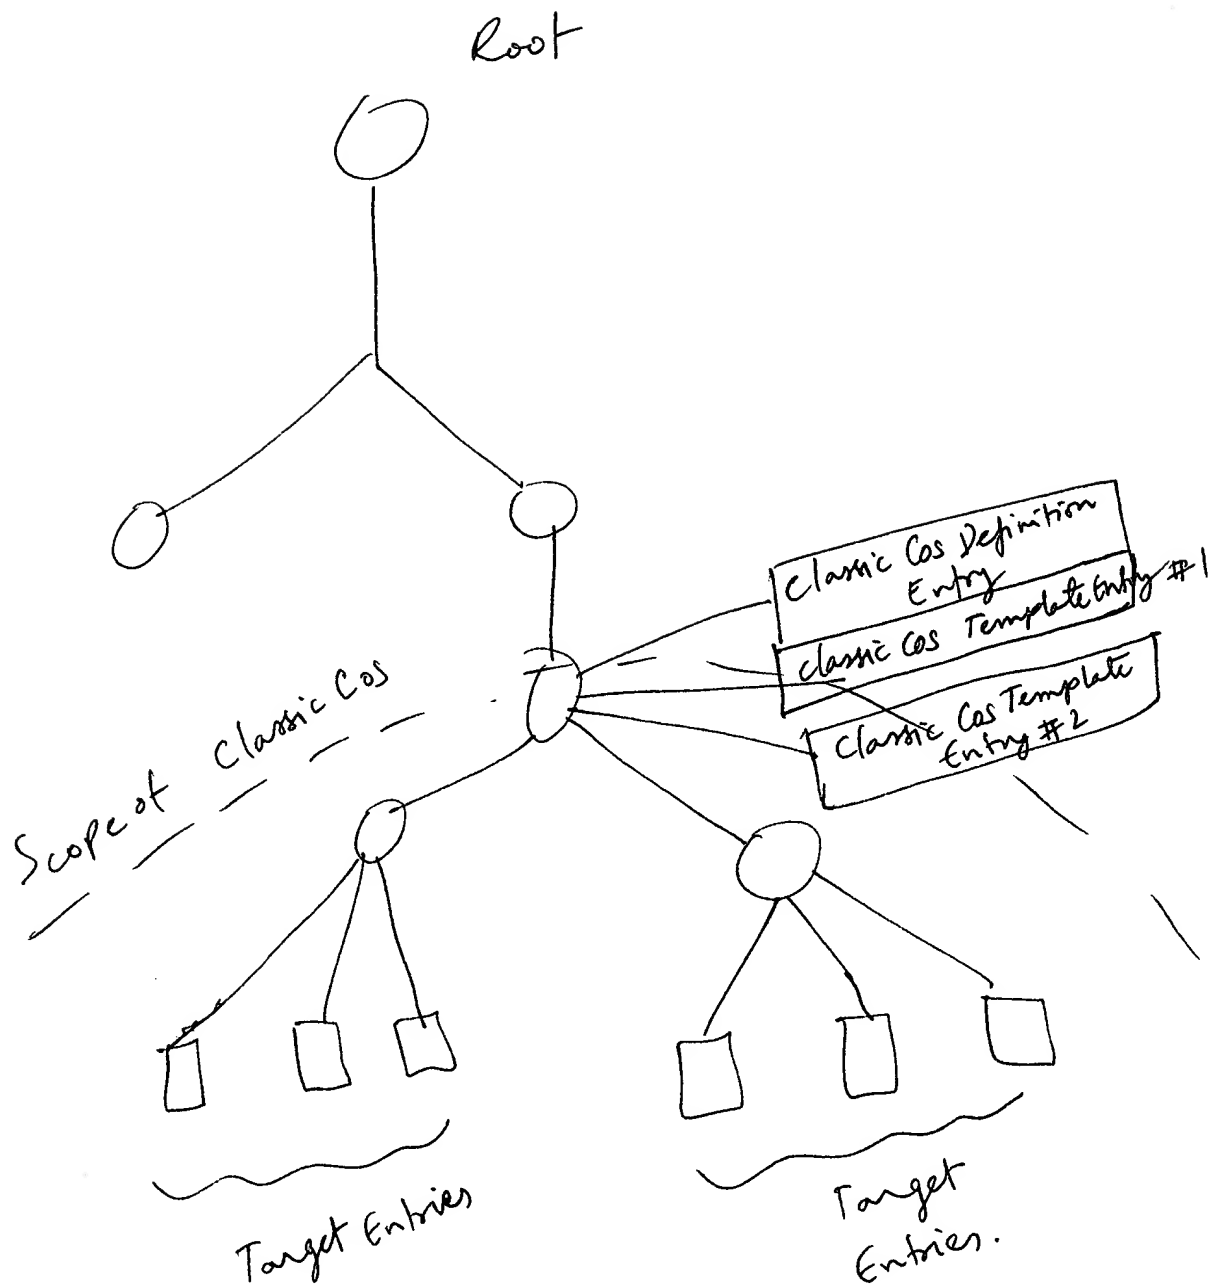 Root
Classic Cos Definition
Entry
Classic Cos Template Entry #1
Classic Cos Template
Entry #2
Scope of Classic Cos
Target Entries
Target
Entries.